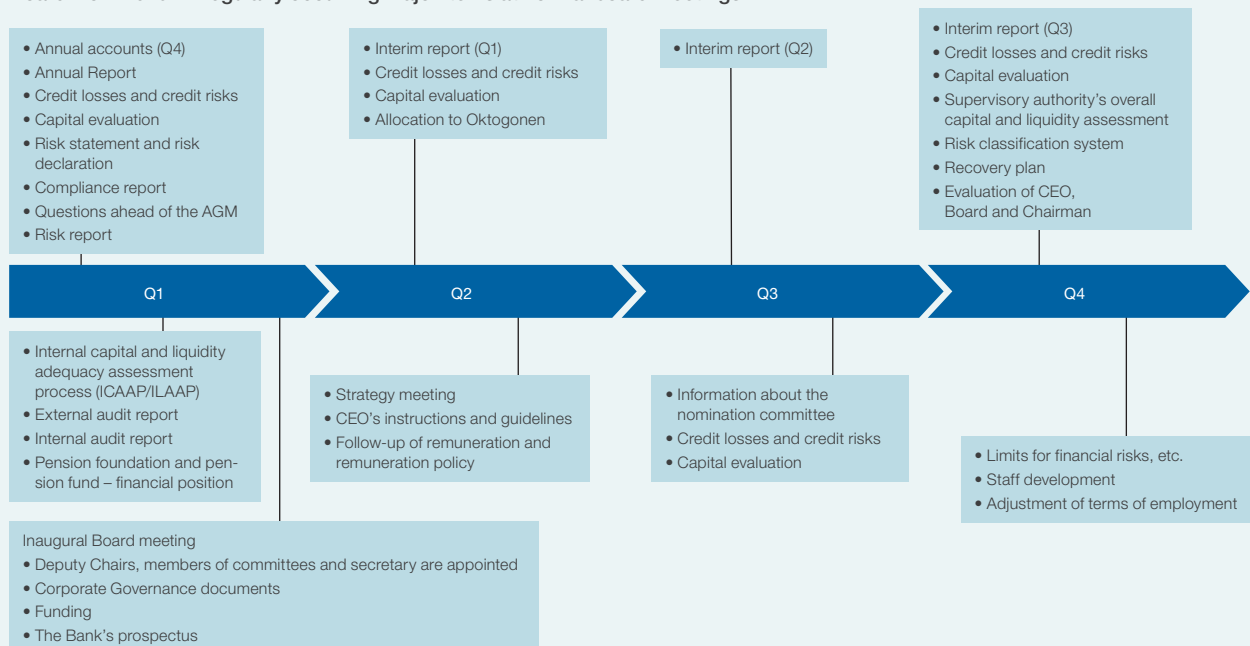 • Annual accounts (Q4)
• Annual Report
• Credit losses and credit risks
• Capital evaluation
• Risk statement and risk
declaration
• Compliance report
• Questions ahead of the AGM
• Risk report
• Interim report (Q1)
• Credit losses and credit risks
• Capital evaluation
• Allocation to Oktogonen
• Interim report (Q2)
• Interim report (Q3)
• Credit losses and credit risks
• Capital evaluation
• Supervisory authority's overall
capital and liquidity assessment
• Risk classification system
• Recovery plan
• Evaluation of CEO,
Board and Chairman
Q1
Q2
Q3
Q4
• Internal capital and liquidity
adequacy assessment
process (ICAAP/ILAAP)
• External audit report
• Internal audit report
• Pension foundation and pen-
sion fund – financial position
• Strategy meeting
• CEO's instructions and guidelines
• Follow-up of remuneration and
remuneration policy
• Information about the
nomination committee
• Credit losses and credit risks
• Capital evaluation
• Limits for financial risks, etc.
• Staff development
• Adjustment of terms of employment
Inaugural Board meeting
• Deputy Chairs, members of committees and secretary are appointed
• Corporate Governance documents
• Funding
• The Bank's prospectus